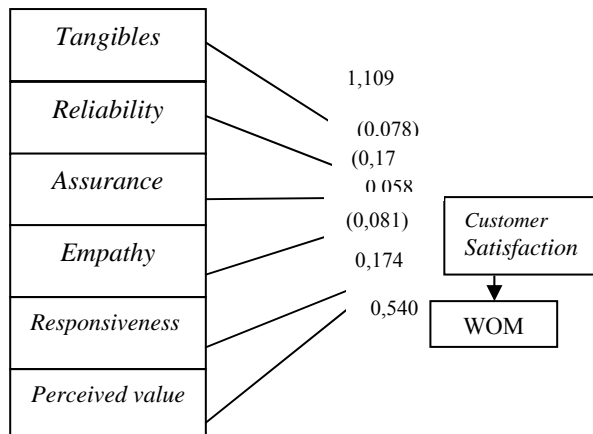 Tangibles
Reliability
Assurance
Empathy
Responsiveness
Perceived value
1,109
(0.078)
(0,17
0.058
(0,081)
0,174
0,540
Customer
Satisfaction
WOM